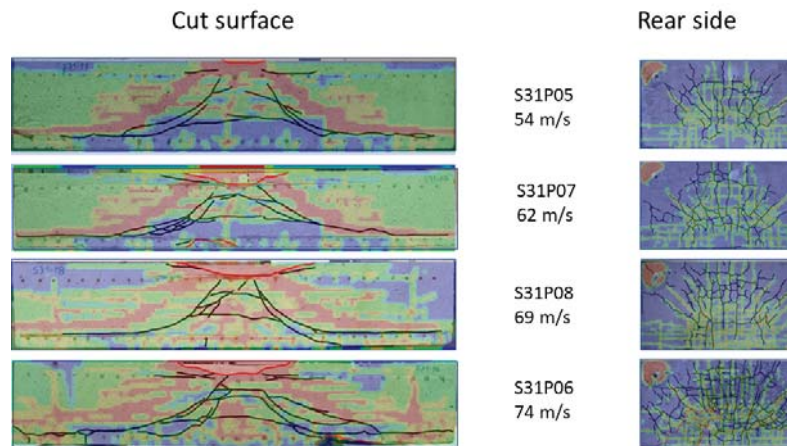 Cut surface
Rear side
S31P05
54 m/s
S31P07
62 m/s
S31P08
69 m/s
S31P06
74 m/s